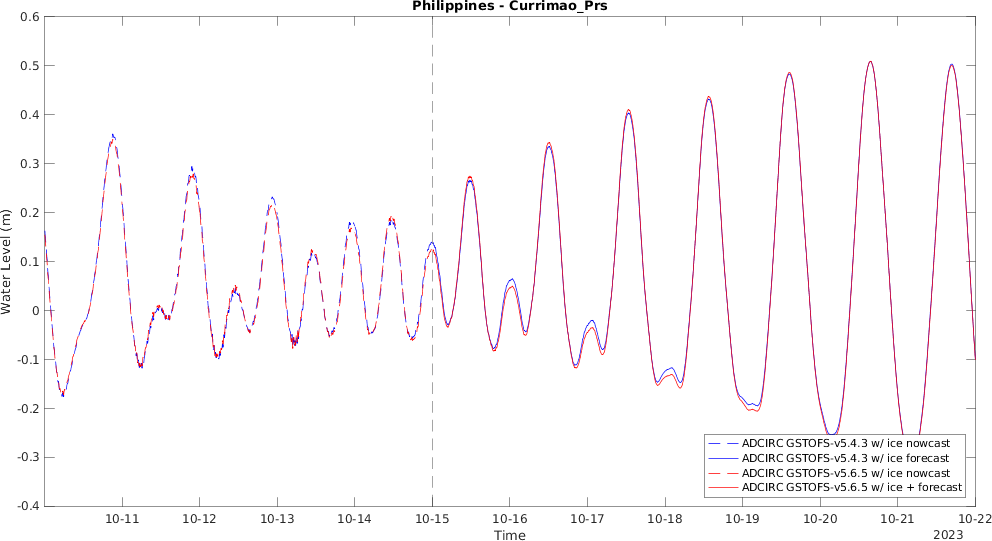 Philippines - Currimao_Prs
0.6
0.5
0.4
0.3
0.2
0.1
0
-0.1
-0.2
-0.3
-0.4
Water Level (m)
ADCIRC GSTOFS-v5.4.3 w/ ice nowcast
ADCIRC GSTOFS-v5.4.3 w/ ice forecast
ADCIRC GSTOFS-v5.6.5 w/ ice nowcast
ADCIRC GSTOFS-v5.6.5 w/ ice + forecast
10-11 10-12 10-13 10-14 10-15 10-16 10-17 10-18 10-19 10-20 10-21 10-22
Time
2023